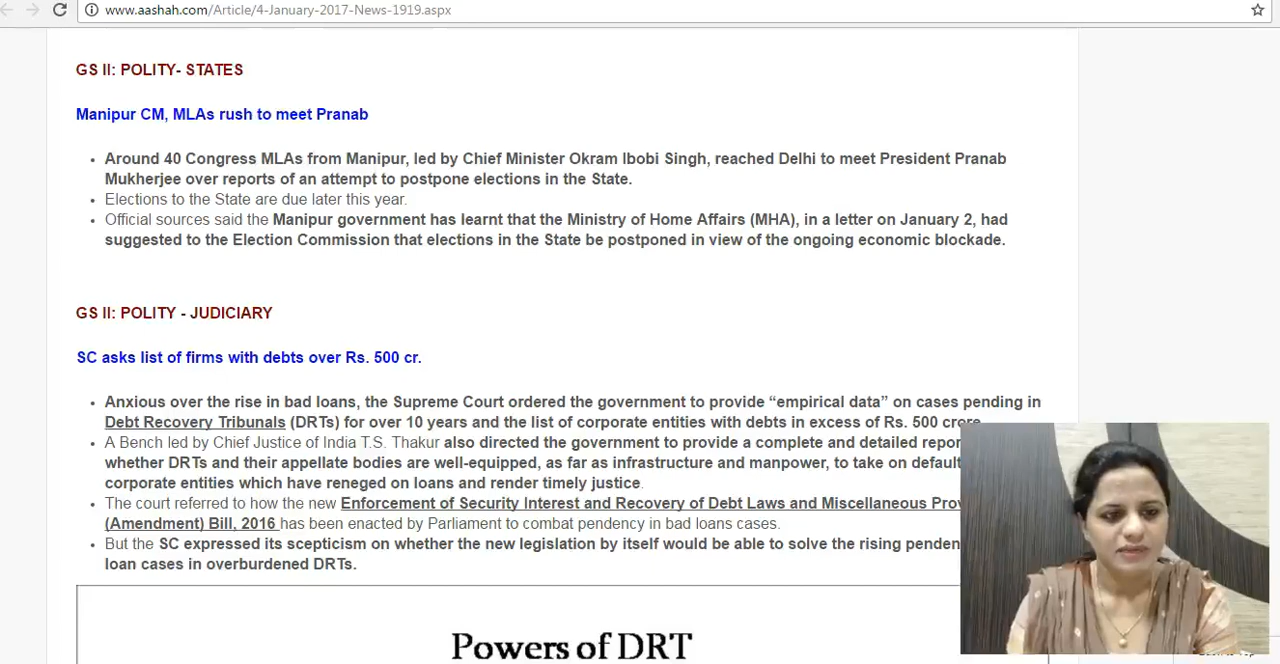 www.aashah.com/Article/4-January-2017-News-1919.aspx
GS II: POLITY- STATES
Manipur CM, MLAs rush to meet Pranab
• Around 40 Congress MLAs from Manipur, led by Chief Minister Okram Ibobi Singh, reached Delhi to meet President Pranab
Mukherjee over reports of an attempt to postpone elections in the State.
• Elections to the State are due later this year.
• Official sources said the Manipur government has learnt that the Ministry of Home Affairs (MHA), in a letter on January 2, had
suggested to the Election Commission that elections in the State be postponed in view of the ongoing economic blockade.
GS II: POLITY - JUDICIARY
SC asks list of firms with debts over Rs. 500 cr.
• Anxious over the rise in bad loans, the Supreme Court ordered the government to provide “empirical data” on cases pending in
Debt Recovery Tribunals (DRTs) for over 10 years and the list of corporate entities with debts in excess of Rs. 500 crore.
• A Bench led by Chief Justice of India T.S. Thakur also directed the government to provide a complete and detailed
whether DRTs and their appellate bodies are well-equipped, as far as infrastructure and manpower, to take on
corporate entities which have reneged on loans and render timely justice.
• The court referred to how the new Enforcement of Security Interest and Recovery of Debt Laws and Miscellaneous
(Amendment) Bill, 2016 has been enacted by Parliament to combat pendency in bad loans cases.
• But the SC expressed its scepticism on whether the new legislation by itself would be able to solve the rising
loan cases in overburdened DRTs.
Powers of DRT